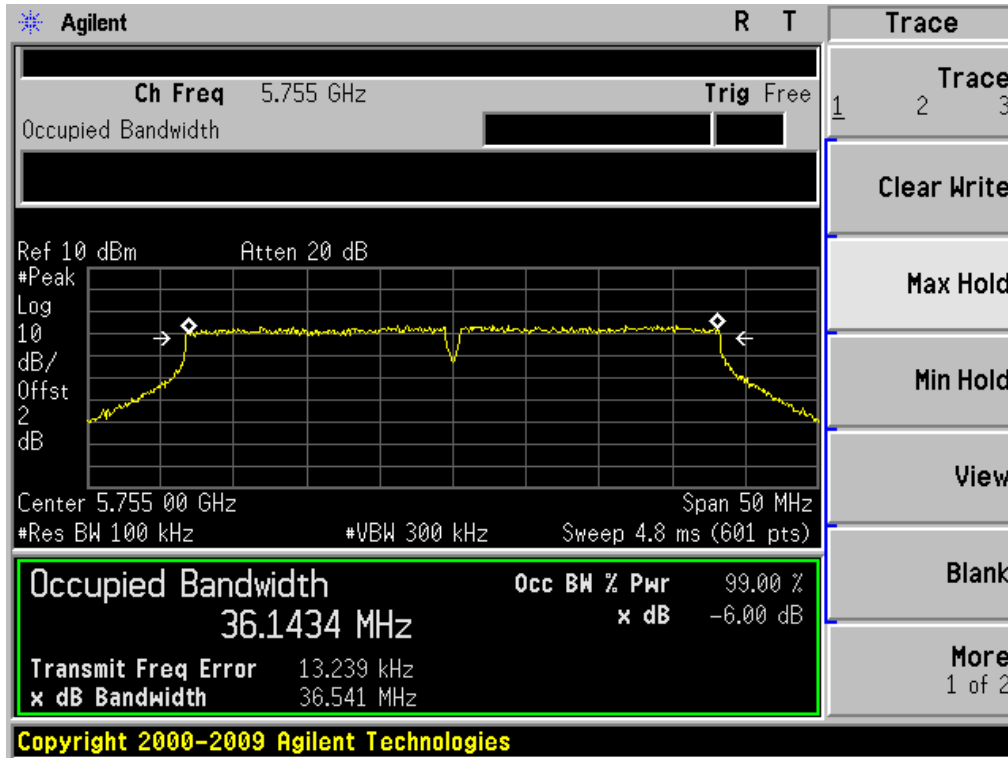 Agilent
R T
Trace
Ch Freq 5.755 GHz
Trig Free
Occupied Bandwidth
Ref 10 dBm
Atten 20 dB
#Peak
Log
10
dB/
Offst
2
dB
Center 5.755 00 GHz
Span 50 MHz
#Res BW 100 kHz
#VBW 300 kHz
Sweep 4.8 ms (601 pts)
Occupied Bandwidth
36.1434 MHz
Occ BW % Pwr 99.00 %
x dB -6.00 dB
Transmit Freq Error 13.239 kHz
x dB Bandwidth 36.541 MHz
Copyright 2000-2009 Agilent Technologies
Trace
1 2 3
Clear Write
Max Hold
Min Hold
View
Blank
More
1 of 2